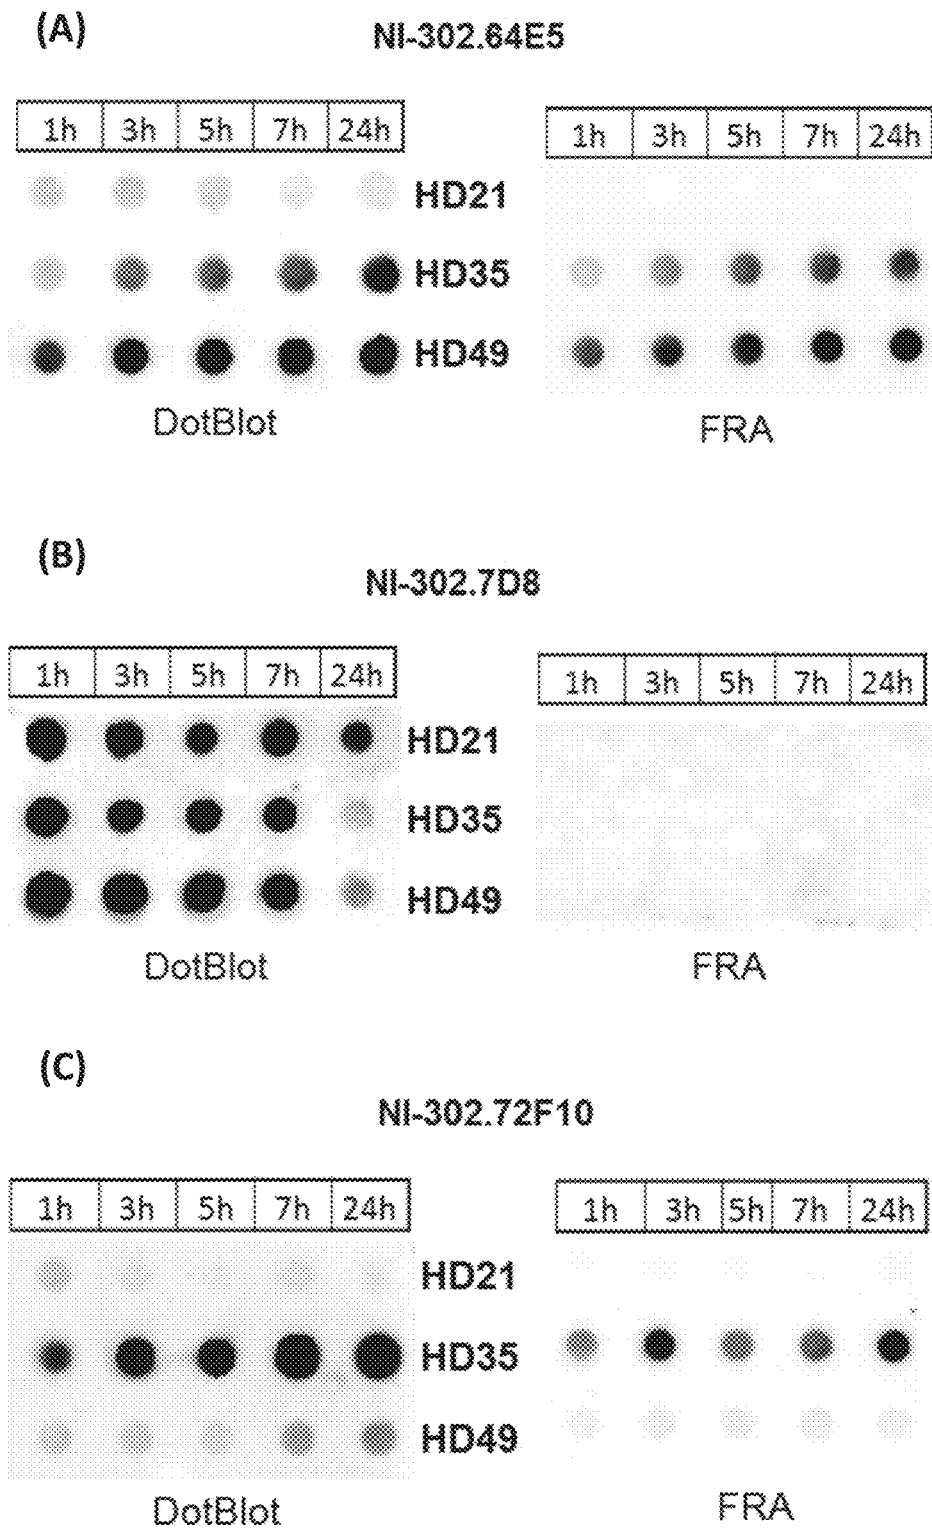 (A)
NI-302.64E5
1h 3h 5h 7h 24h
1h 3h 5h 7h 24h
HD21
HD35
HD49
DotBlot
FRA
(B)
NI-302.7D8
1h 3h 5h 7h 24h
1h 3h 5h 7h 24h
HD21
HD35
HD49
DotBlot
FRA
(C)
NI-302.72F10
1h 3h 5h 7h 24h
1h 3h 5h 7h 24h
HD21
HD35
HD49
DotBlot
FRA